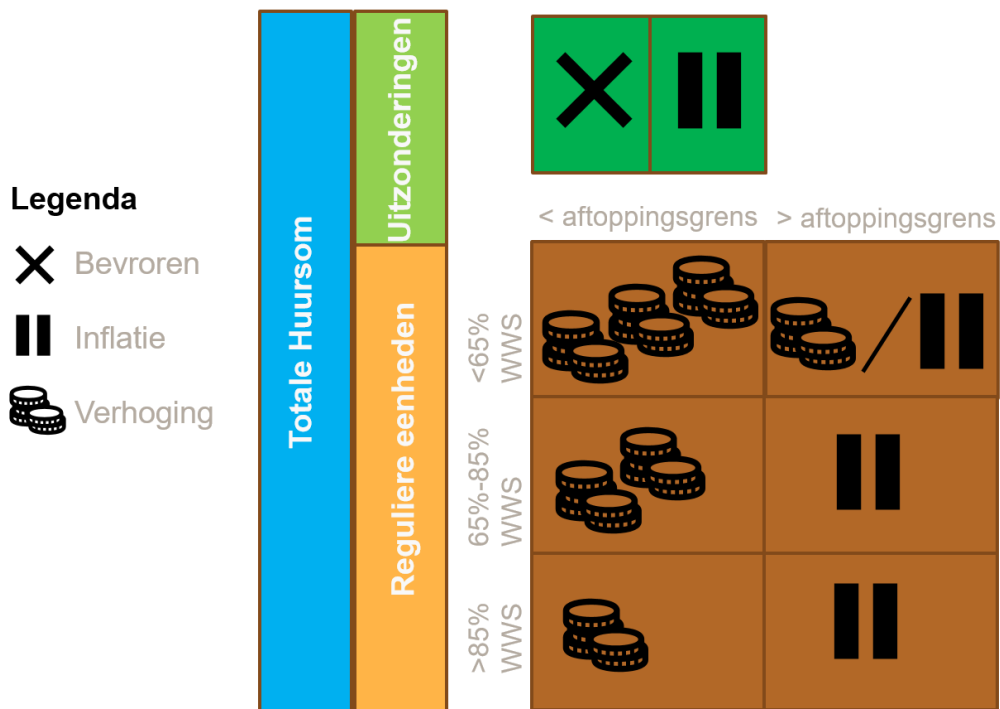 Legenda
Bevroren
Inflatie
Verhoging
Totale Huursom
Uitzonderingen
Reguliere eenheden
< aftoppingsgrens
> aftoppingsgrens
<65%
WWS
65%-85%
WWS
>85%
WWS